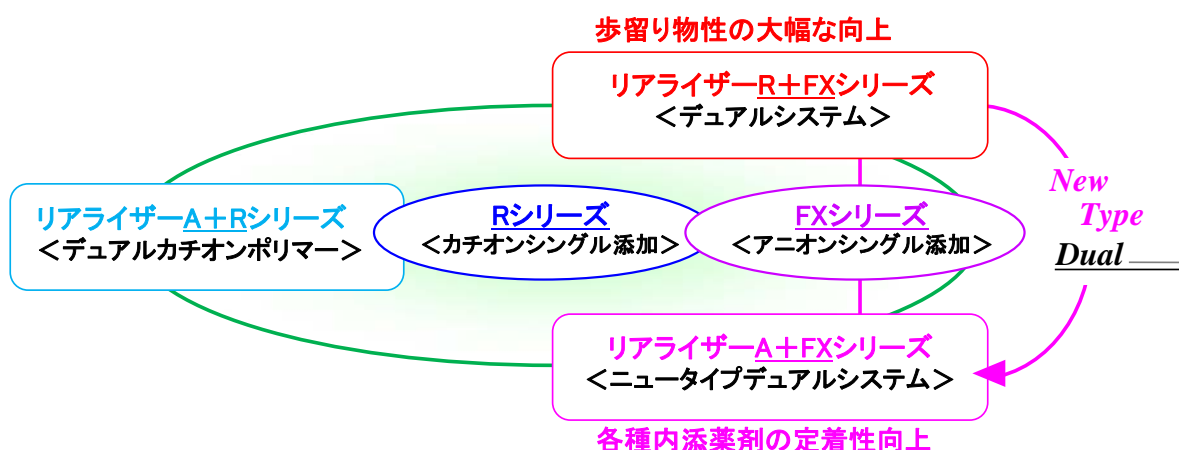 歩留り物性の大幅な向上
リアライザーR＋FXシリーズ
＜デュアルシステム＞
リアライザーA＋Rシリーズ
＜デュアルカチオンポリマー＞
Rシリーズ
＜カチオンシングル添加＞
FXシリーズ
＜アニオンシングル添加＞
New
Type
Dual
リアライザーA＋FXシリーズ
＜ニュータイプデュアルシステム＞
各種内添薬剤の定着性向上